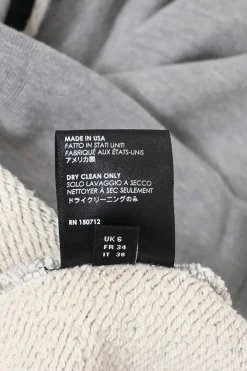 MADE IN USA
FATTO IN STATI UNITI
FABRIQUÉ AUX ÉTATS-UNIS
アメリカ製
DRY CLEAN ONLY
SOLO LAVAGGIO A SECCO
NETTOYER À SEC SEULEMENT
ドライクリーニングのみ
RN 150712
UK 6
FR 34
IT 38